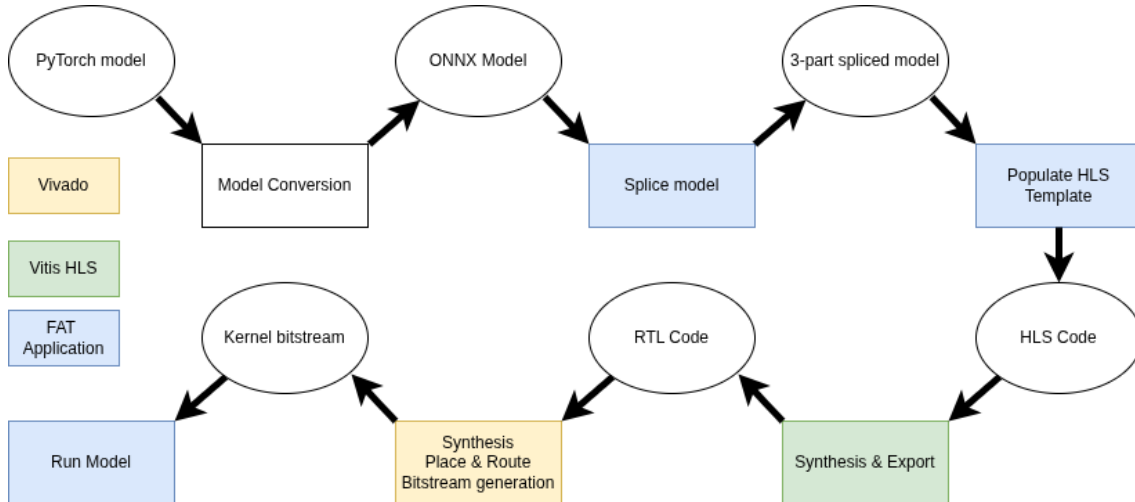 PyTorch model
ONNX Model
3-part spliced model
Vivado
Model Conversion
Splice model
Populate HLS
Template
Vitis HLS
FAT
Application
Kernel bitstream
RTL Code
HLS Code
Run Model
Synthesis
Place & Route
Bitstream generation
Synthesis & Export